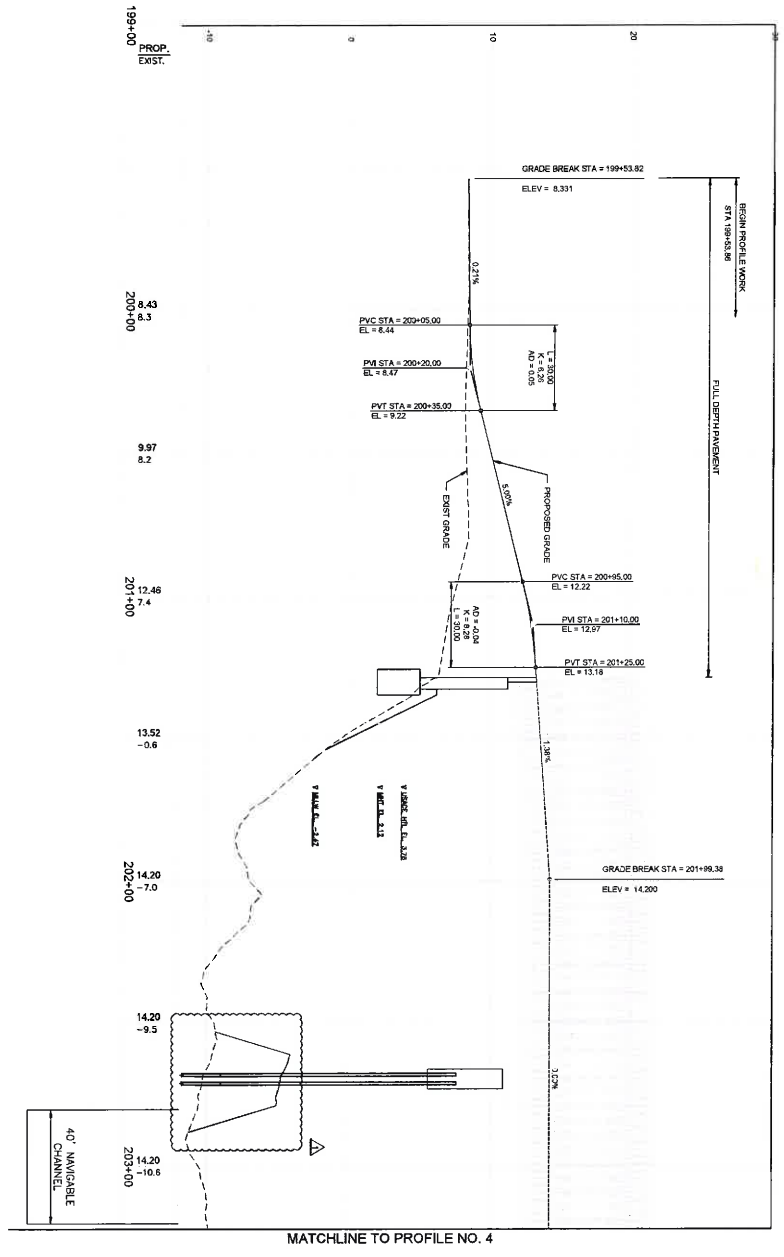 199+00
PROP.
EXIST.
-10
0
10
20
30
GRADE BREAK STA = 199+53.82
ELEV = 8.331
BEGIN PROFILE WORK
STA 199+53.86
0.21%
200+00
8.43
8.3
PVC STA = 200+05.00
EL = 8.44
PVI STA = 200+20.00
EL = 8.47
PVT STA = 200+35.00
EL = 9.22
L = 30.00
K = 6.26
AD = 0.05
FULL DEPTH PAVEMENT
9.97
8.2
EXIST GRADE
5.00%
PROPOSED GRADE
201+00
12.46
7.4
PVC STA = 200+95.00
EL = 12.22
PVI STA = 201+10.00
EL = 12.97
PVT STA = 201+25.00
EL = 13.18
AD = -0.04
K = 8.28
L = 30.00
13.52
-0.6
1.38%
202+00
14.20
-7.0
GRADE BREAK STA = 201+99.38
ELEV = 14.200
14.20
-9.5
1
203+00
14.20
-10.6
40' NAVIGABLE
CHANNEL
MATCHLINE TO PROFILE NO. 4